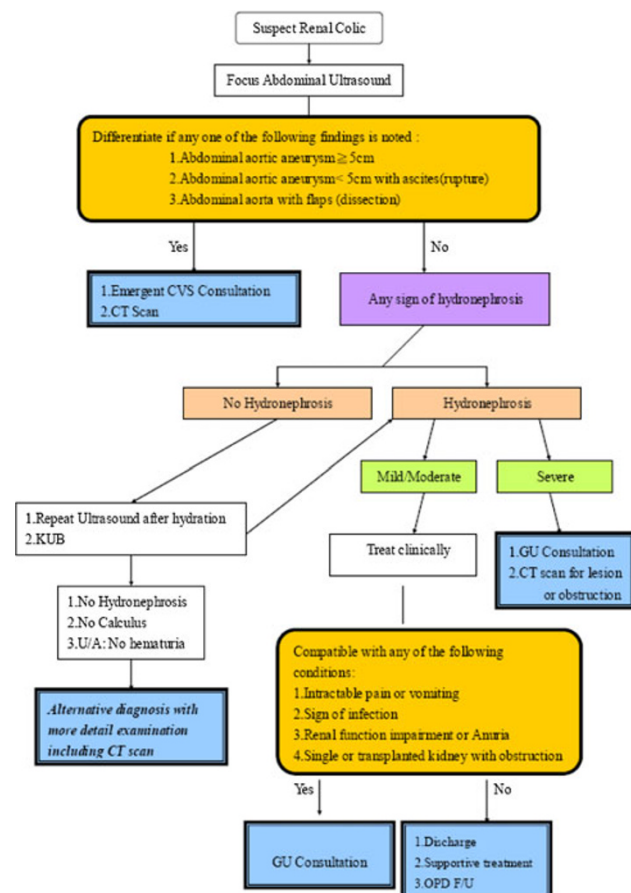 Suspect Renal Colic
Focus Abdominal Ultrasound
Differentiate if any one of the following findings is noted :
1.Abdominal aortic aneurysm≧5cm
2.Abdominal aortic aneurysm< 5cm with ascites(rupture)
3.Abdominal aorta with flaps (dissection)
Yes
No
1.Emergent CVS Consultation
2.CT Scan
Any sign of hydronephrosis
No Hydronephrosis
Hydronephrosis
Mild/Moderate
Severe
1.Repeat Ultrasound after hydration
2.KUB
Treat clinically
1.GU Consultation
2.CT scan for lesion
or obstruction
1.No Hydronephrosis
2.No Calculus
3.U/A: No hematuria
Alternative diagnosis with
more detail examination
including CT scan
Compatible with any of the following
conditions:
1.Intractable pain or vomiting
2.Sign of infection
3.Renal function impairment or Anuria
4.Single or transplanted kidney with obstruction
Yes
No
GU Consultation
1.Discharge
2.Supportive treatment
3.OPD F/U